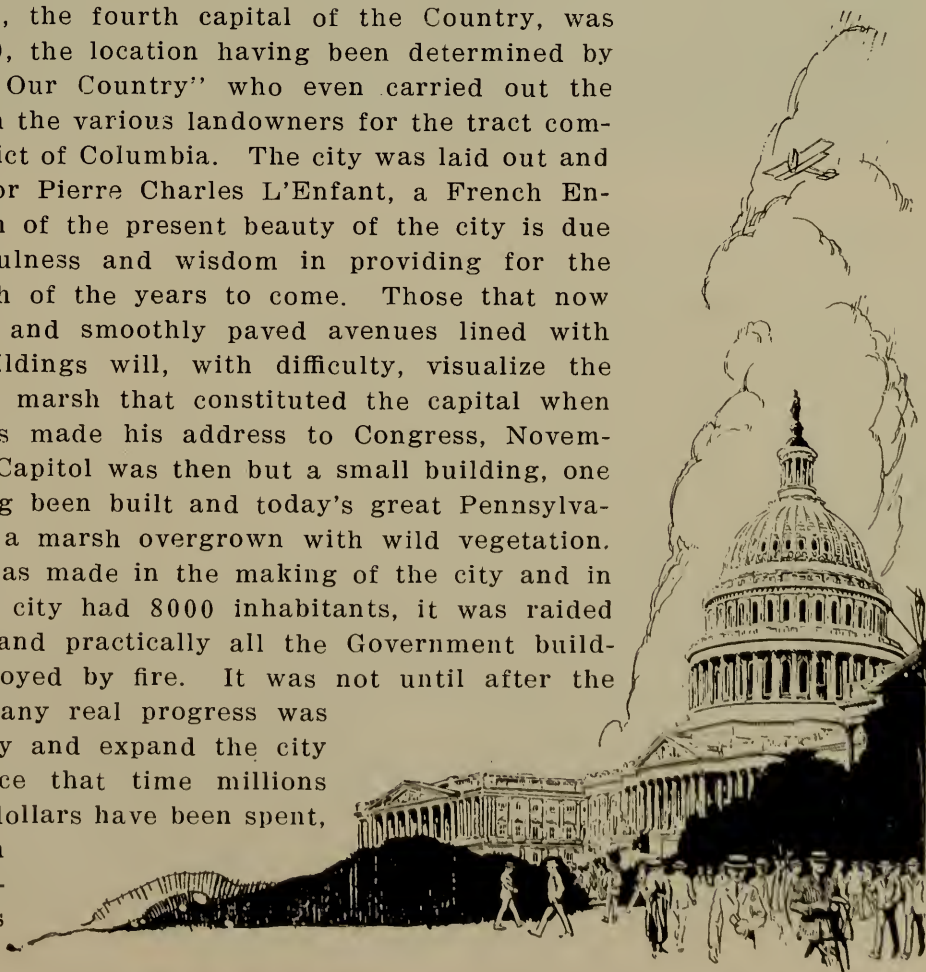 , the fourth capital of the Country, was
, the location having been determined by
Our Country" who even carried out the
the various landowners for the tract com-
ict of Columbia. The city was laid out and
or Pierre Charles L'Enfant, a French En-
of the present beauty of the city is due
ulness and wisdom in providing for the
h of the years to come. Those that now
and smoothly paved avenues lined with
ildings will, with difficulty, visualize the
marsh that constituted the capital when
s made his address to Congress, Novem-
Capitol was then but a small building, one
g been built and today's great Pennsylva-
a marsh overgrown with wild vegetation.
as made in the making of the city and in
city had 8000 inhabitants, it was raided
and practically all the Government build-
oyed by fire. It was not until after the
any real progress was
y and expand the city
ce that time millions
dollars have been spent,